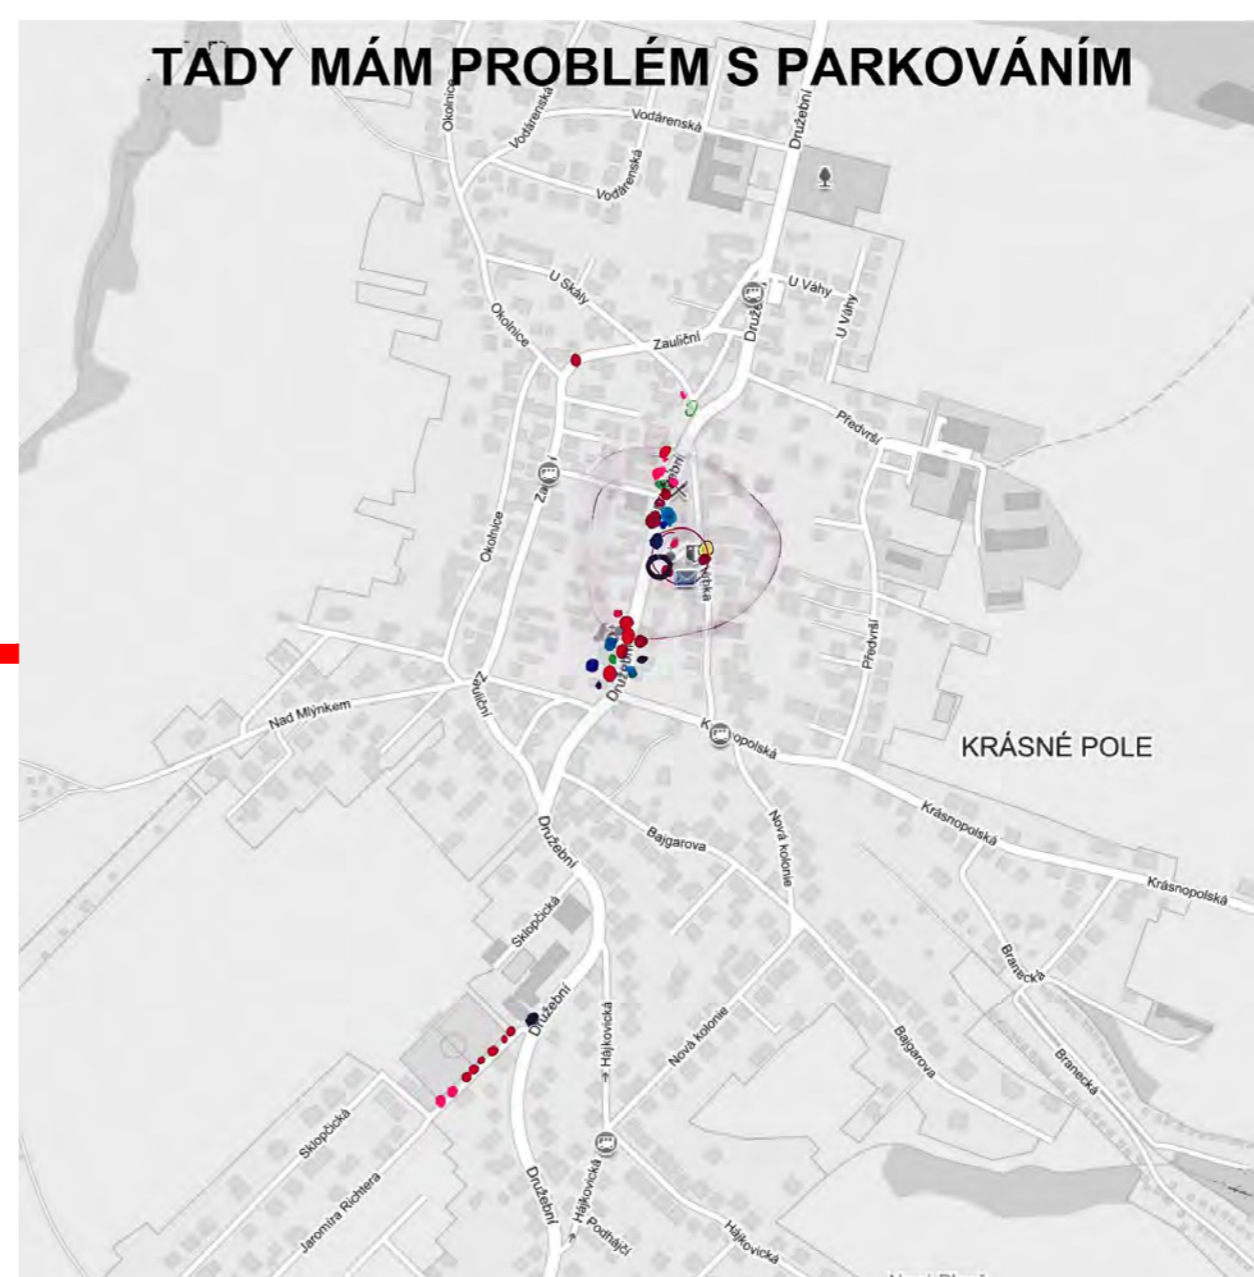 TADY MÁM PROBLÉM S PARKOVÁNÍM
Okolnice
Vodárenská
Vodárenská
Družební
Vodárenská
U Skály
U Váhy
U Váhy
Okolnice
Zauliční
Předvrší
Okolnice
Předvrší
Družební
Zauliční
Nad Mlýnkem
KRÁSNÉ POLE
Krásnopolská
Nová kolonie
Družební
Bajgarova
Krásnopolská
Sklopčická
Branecká
Družební
Hájkovická
Nová kolonie
Bajgarova
Branecká
Sklopčická
Jaromíra Richtera
Družební
Hájkovická
Podhájčí
Hájkovická